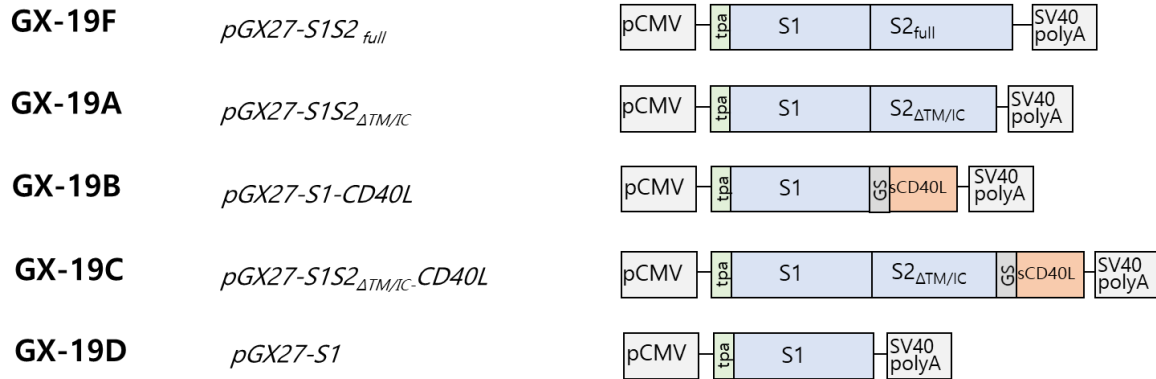 GX-19F pGX27-S1S2 full pCMV tpa S1 S2full SV40
polyA
GX-19A pGX27-S1S2ΔTM/IC pCMV tpa S1 S2ΔTM/IC SV40
polyA
GX-19B pGX27-S1-CD40L pCMV tpa S1 GS sCD40L SV40
polyA
GX-19C pGX27-S1S2ΔTM/IC-CD40L pCMV tpa S1 S2ΔTM/IC GS sCD40L SV40
polyA
GX-19D pGX27-S1 pCMV tpa S1 SV40
polyA